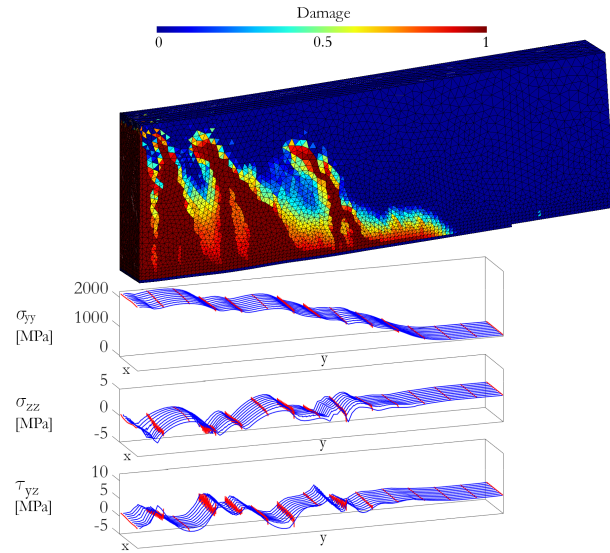 Damage
0 0.5 1
2000
σyy 1000
[MPa] 0
x y
5
σzz 0
[MPa] -5
x y
10
τyz 5
[MPa] 0
-5
x y